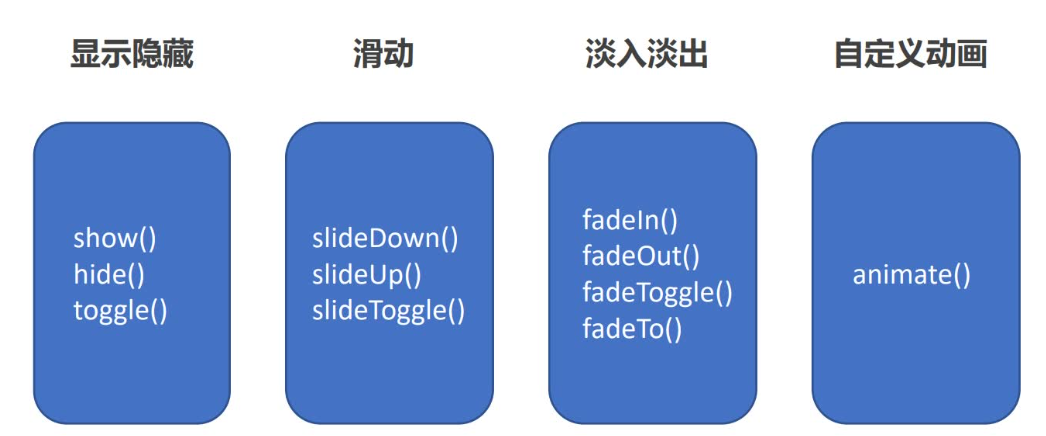 显示隐藏
滑动
淡入淡出
自定义动画
show()
hide()
toggle()
slideDown()
slideUp()
slideToggle()
fadeIn()
fadeOut()
fadeToggle()
fadeTo()
animate()